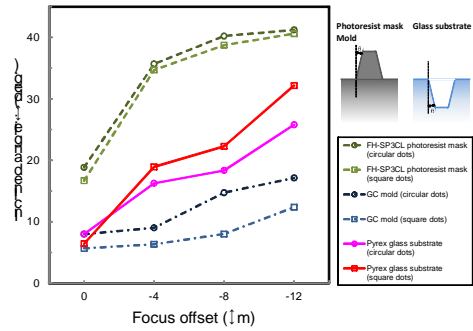 40
30
20
10
0
0
-4
-8
-12
Focus offset (↕m)
Photoresist mask
Mold
Glass substrate
θ
θ
FH-SP3CL photoresist mask
(circular dots)
FH-SP3CL photoresist mask
(square dots)
GC mold (circular dots)
GC mold (square dots)
Pyrex glass substrate
(circular dots)
Pyrex glass substrate
(square dots)